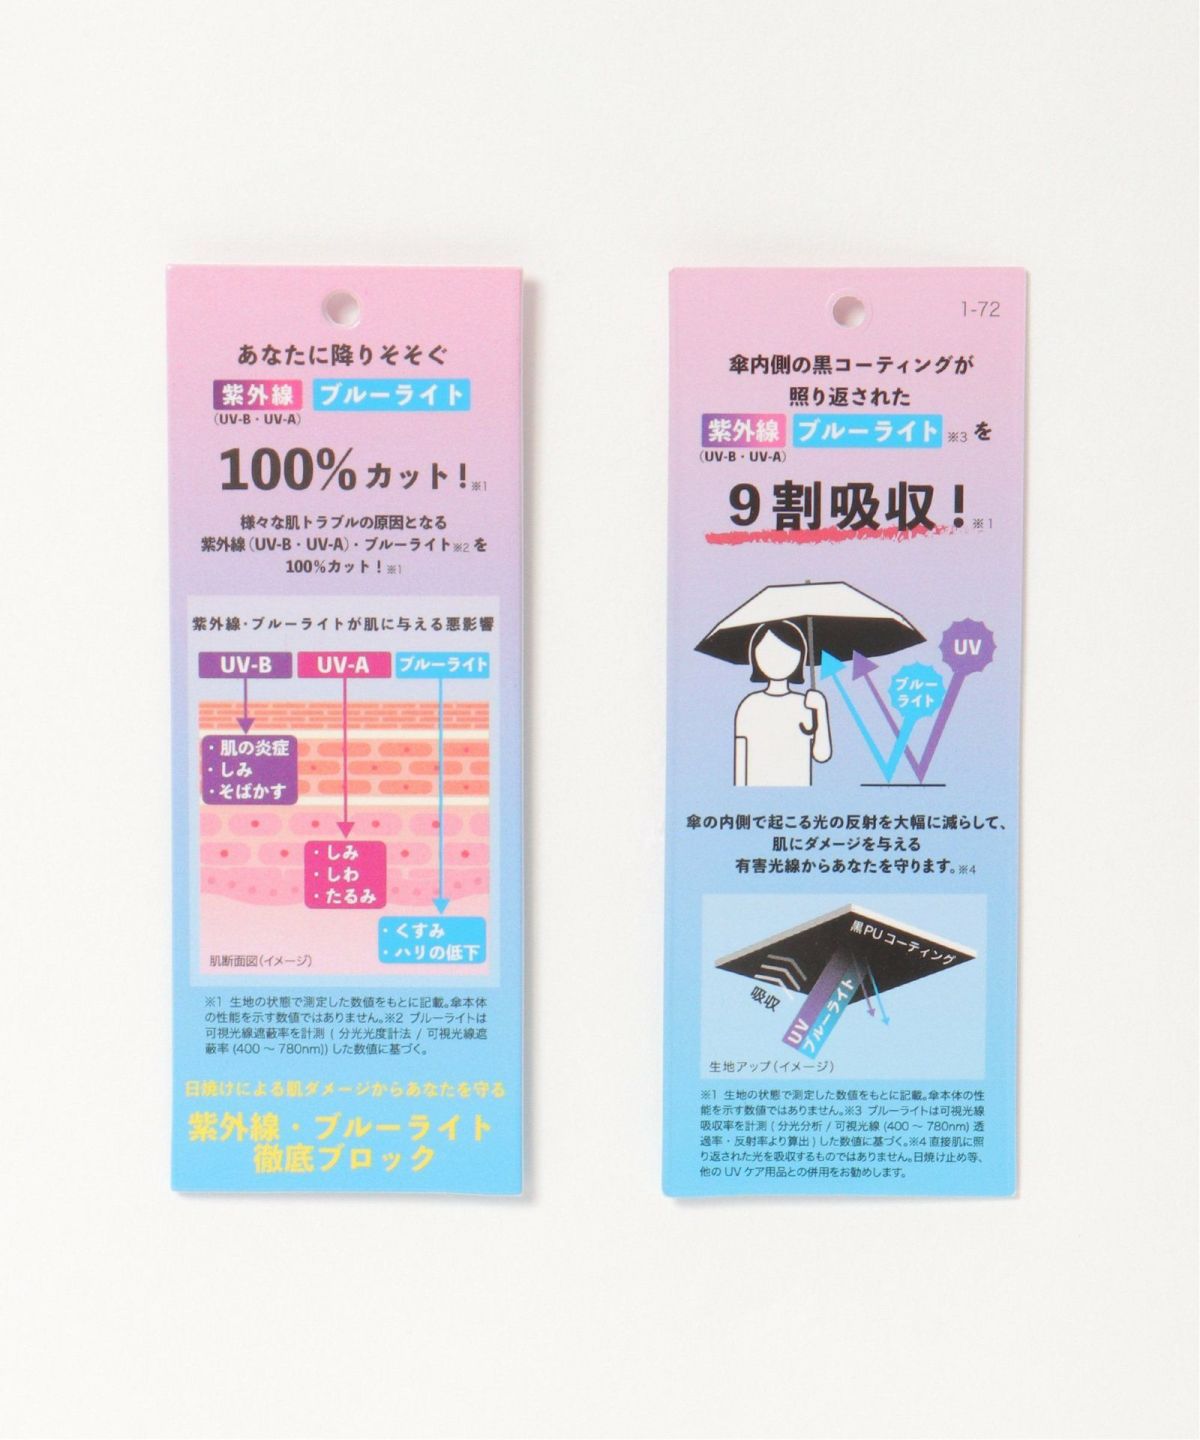 あなたに降りそそぐ
紫外線 ブルーライト
(UV-B・UV-A)
100%カット!※1
様々な肌トラブルの原因となる
紫外線(UV-B・UV-A)・ブルーライト※2を
100%カット!※1
紫外線・ブルーライトが肌に与える悪影響
UV-B UV-A ブルーライト
・肌の炎症
・しみ
・そばかす
・しみ
・しわ
・たるみ
・くすみ
・ハリの低下
肌断面図(イメージ)
※1 生地の状態で測定した数値をもとに記載。傘本体
の性能を示す数値ではありません。※2 ブルーライトは
可視光線遮蔽率を計測 ( 分光光度計法 / 可視光線遮
蔽率 (400 〜 780nm)) した数値に基づく。
日焼けによる肌ダメージからあなたを守る
紫外線・ブルーライト
徹底ブロック
1-72
傘内側の黒コーティングが
照り返された
紫外線 ブルーライト※3を
(UV-B・UV-A)
9割吸収!※1
UV
ブルー
ライト
傘の内側で起こる光の反射を大幅に減らして、
肌にダメージを与える
有害光線からあなたを守ります。※4
黒PUコーティング
吸収
UV
ブルーライト
生地アップ(イメージ)
※1 生地の状態で測定した数値をもとに記載。傘本体の性
能を示す数値ではありません。※3 ブルーライトは可視光線
吸収率を計測 ( 分光分析 / 可視光線 (400 〜 780nm) 透
過率・反射率より算出 ) した数値に基づく。※4 直接肌に照
り返された光を吸収するものではありません。日焼け止め等、
他の UV ケア用品との併用をお勧めします。